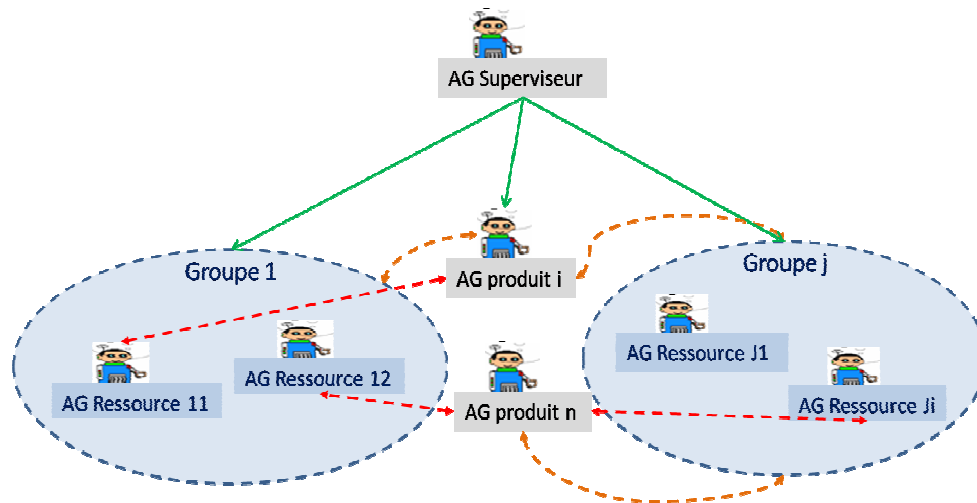 AG Superviseur
Groupe 1
AG produit i
Groupe j
AG Ressource 11
AG Ressource 12
AG produit n
AG Ressource J1
AG Ressource Ji